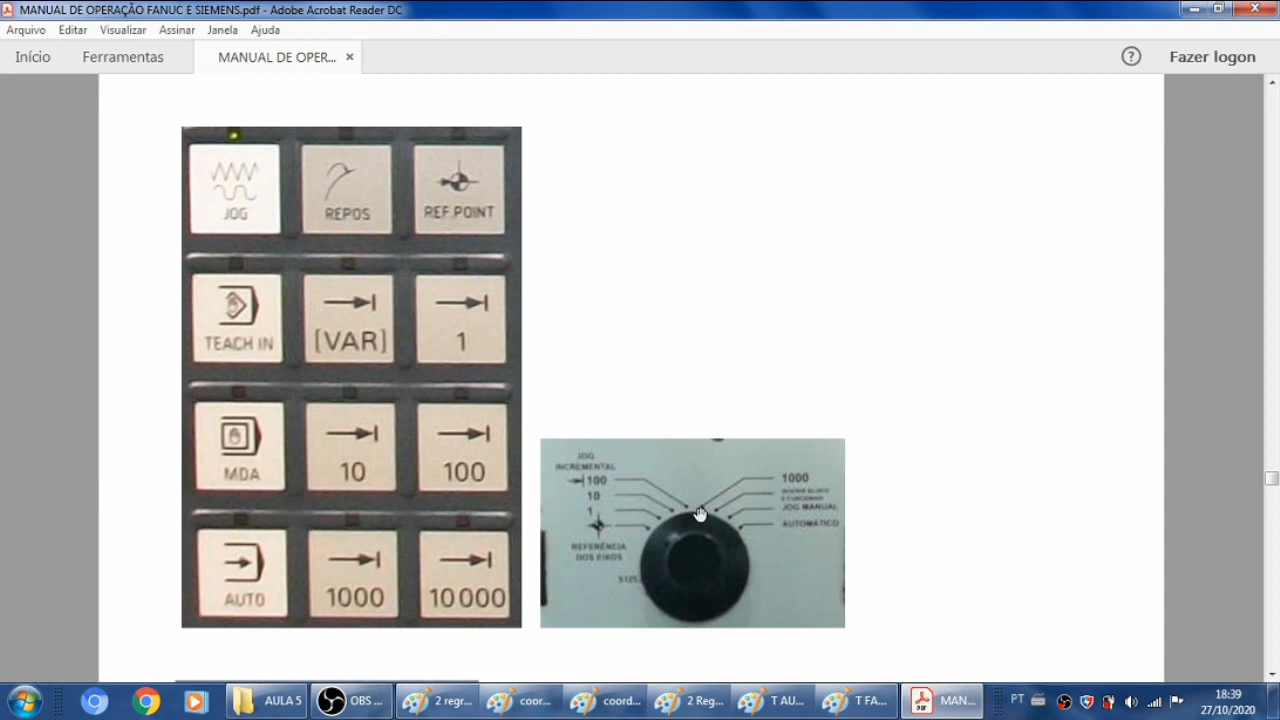 MANUAL DE OPERAÇÃO FANUC E SIEMENS.pdf - Adobe Acrobat Reader DC
Arquivo Editar Visualizar Assinar Janela Ajuda
Início Ferramentas MANUAL DE OPER... × ? Fazer logon
JOG REPOS REF.POINT
TEACH IN [VAR] 1
MDA 10 100
AUTO 1000 10 000
JOG
INCREMENTAL
100
10
1
REFERÊNCIA
DOS EIXOS
1000
JOG MANUAL
AUTOMÁTICO
AULA 5 OBS ... 2 regr... coor... coord... 2 Reg... T AU... T FA... MAN... PT 18:39
27/10/2020